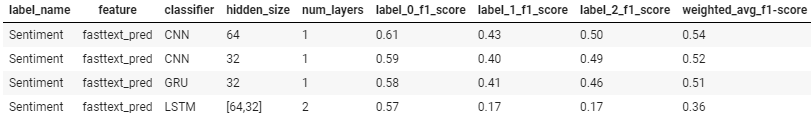 label_name feature classifier hidden_size num_layers label_0_f1_score label_1_f1_score label_2_f1_score weighted_avg_f1-score
Sentiment fasttext_pred CNN 64 1 0.61 0.43 0.50 0.54
Sentiment fasttext_pred CNN 32 1 0.59 0.40 0.49 0.52
Sentiment fasttext_pred GRU 32 1 0.58 0.41 0.46 0.51
Sentiment fasttext_pred LSTM [64,32] 2 0.57 0.17 0.17 0.36